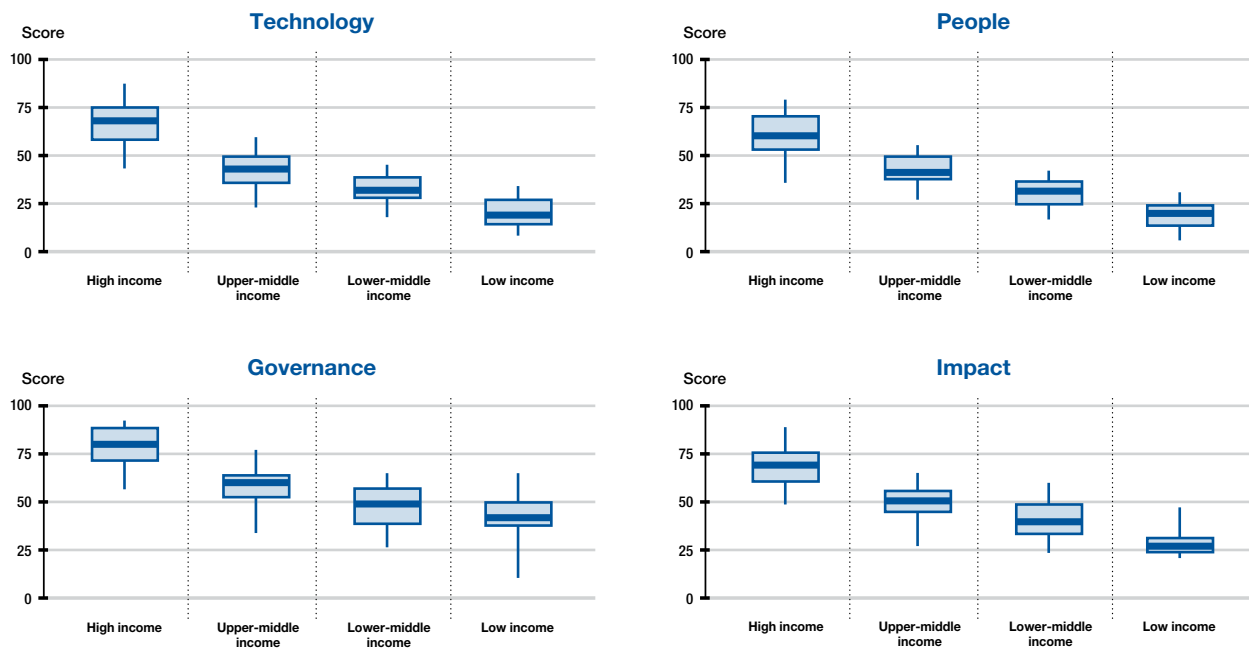 Technology
Score
100
75
50
25
0
High income
Upper-middle
income
Lower-middle
income
Low income
People
Score
100
75
50
25
0
High income
Upper-middle
income
Lower-middle
income
Low income
Governance
Score
100
75
50
25
0
High income
Upper-middle
income
Lower-middle
income
Low income
Impact
Score
100
75
50
25
0
High income
Upper-middle
income
Lower-middle
income
Low income